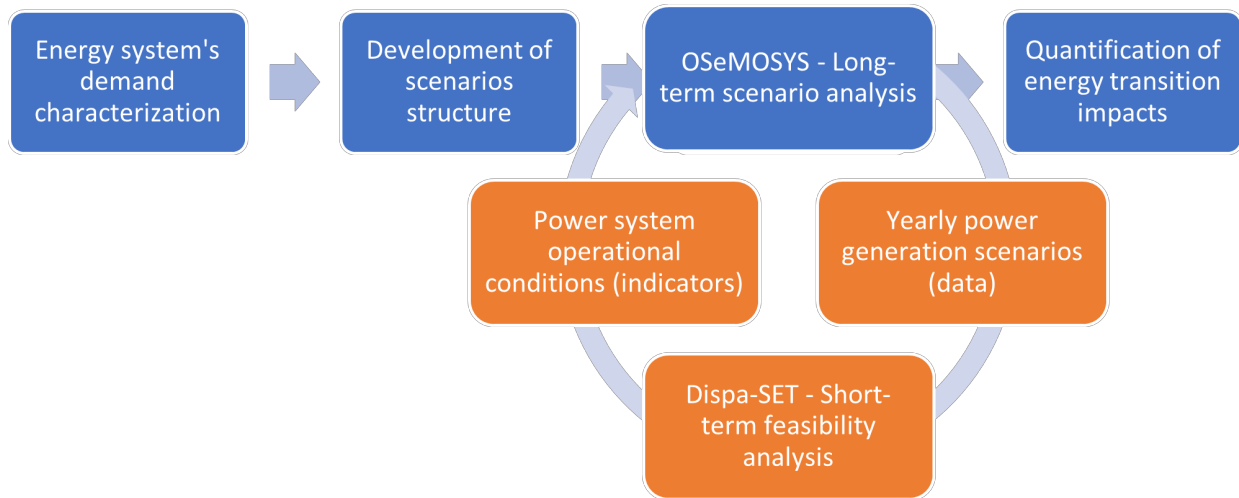 Energy system's
demand
characterization
Development of
scenarios
structure
OSeMOSYS - Long-
term scenario analysis
Quantification of
energy transition
impacts
Power system
operational
conditions (indicators)
Yearly power
generation scenarios
(data)
Dispa-SET - Short-
term feasibility
analysis